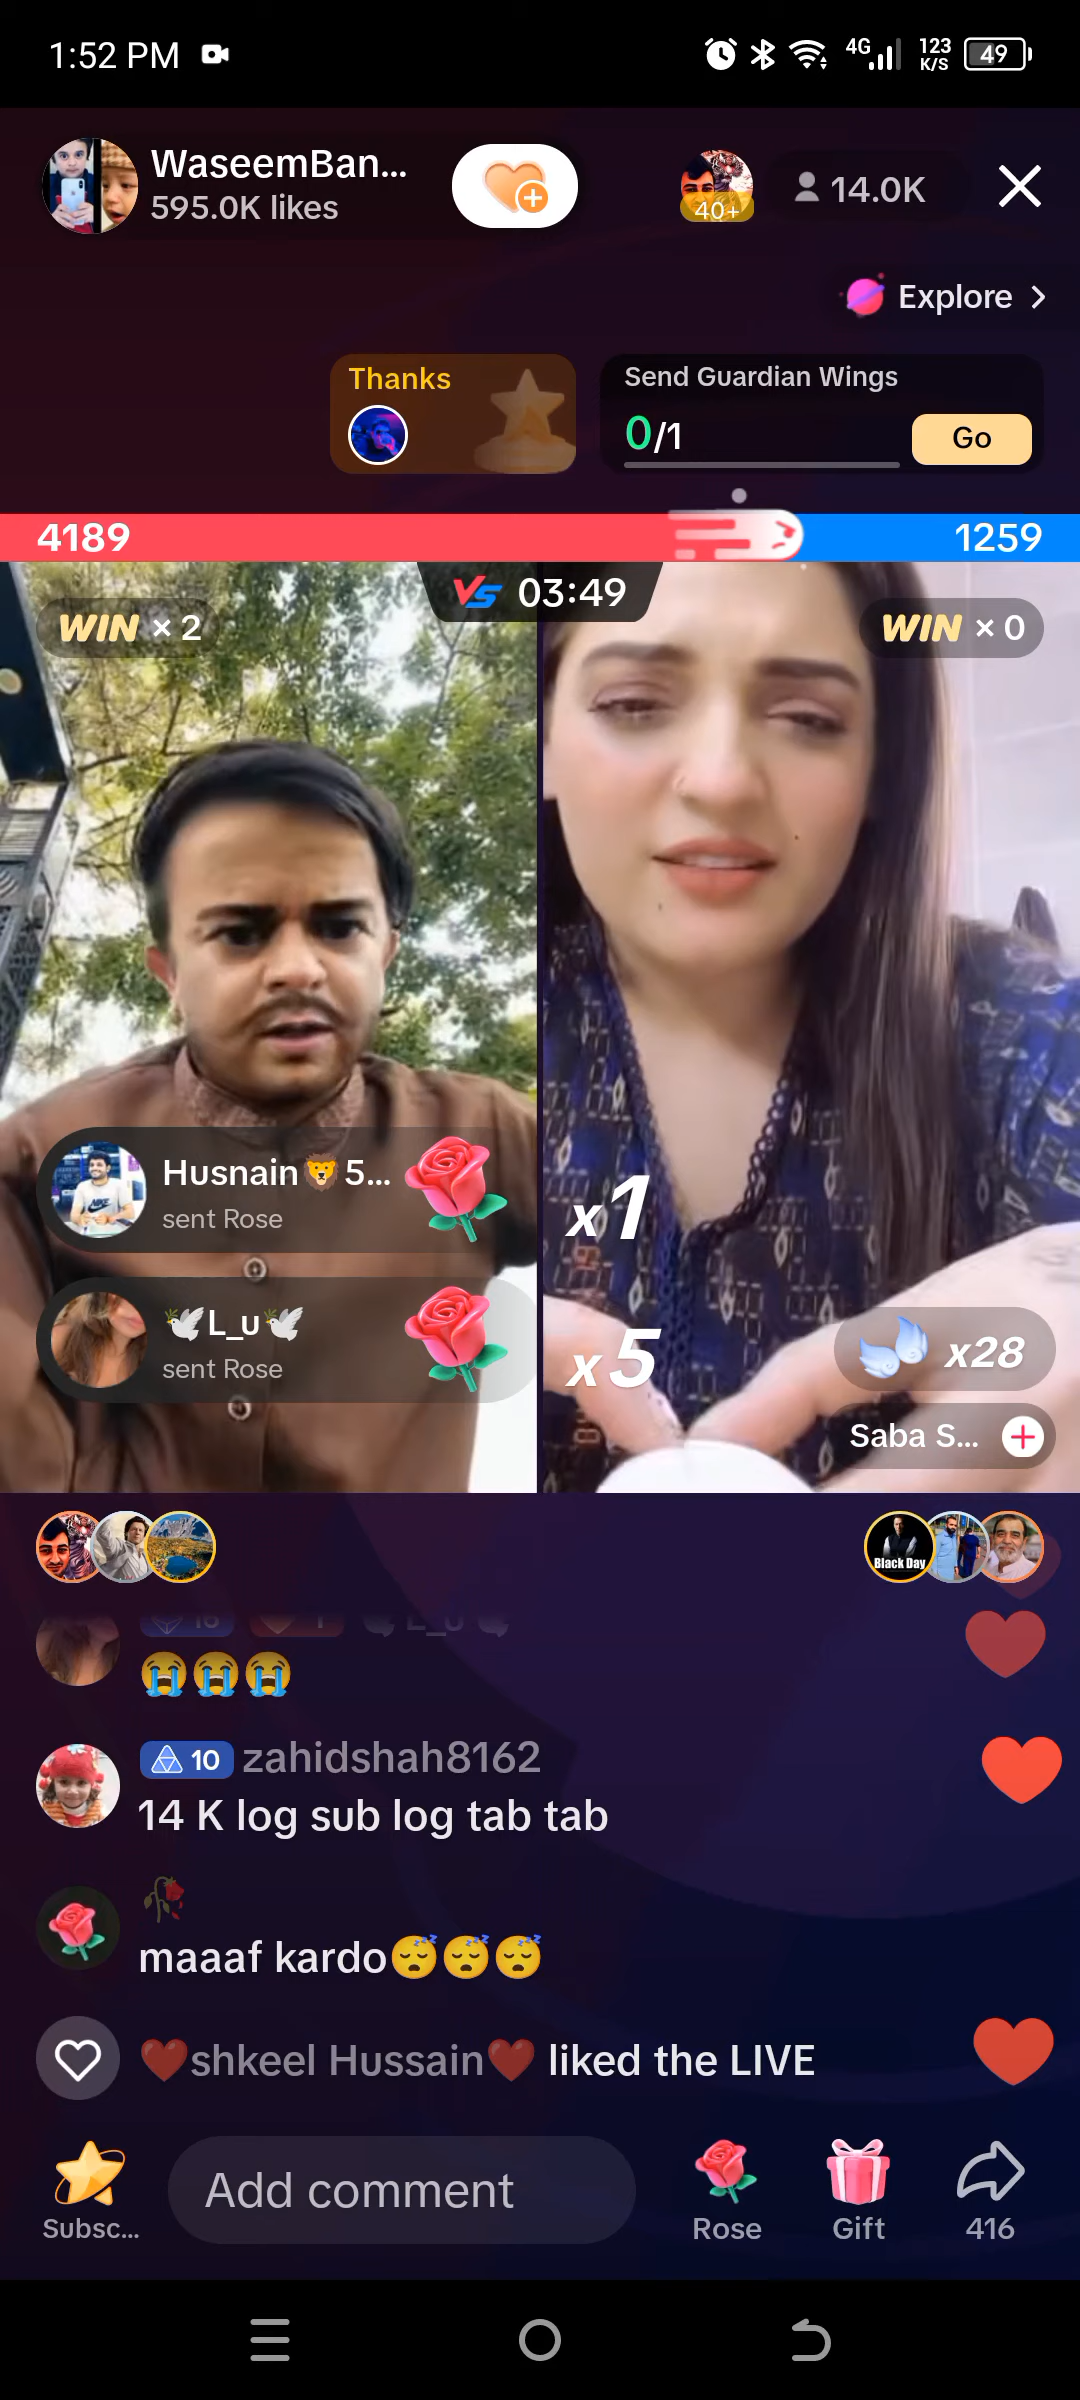 1:52 PM
4G
123
K/S
49
WaseemBan...
595.0K likes
40+
14.0K
Explore
Thanks
Send Guardian Wings
0/1
Go
4189
1259
VS 03:49
WIN × 2
WIN × 0
Husnain🦁5...
sent Rose
x1
🕊️L_u🕊️
sent Rose
x5
x28
Saba S...
Black Day
😭😭😭
10 zahidshah8162
14 K log sub log tab tab
🥀
maaaf kardo😴😴😴
❤️shkeel Hussain❤️ liked the LIVE
Subsc...
Add comment
Rose
Gift
416